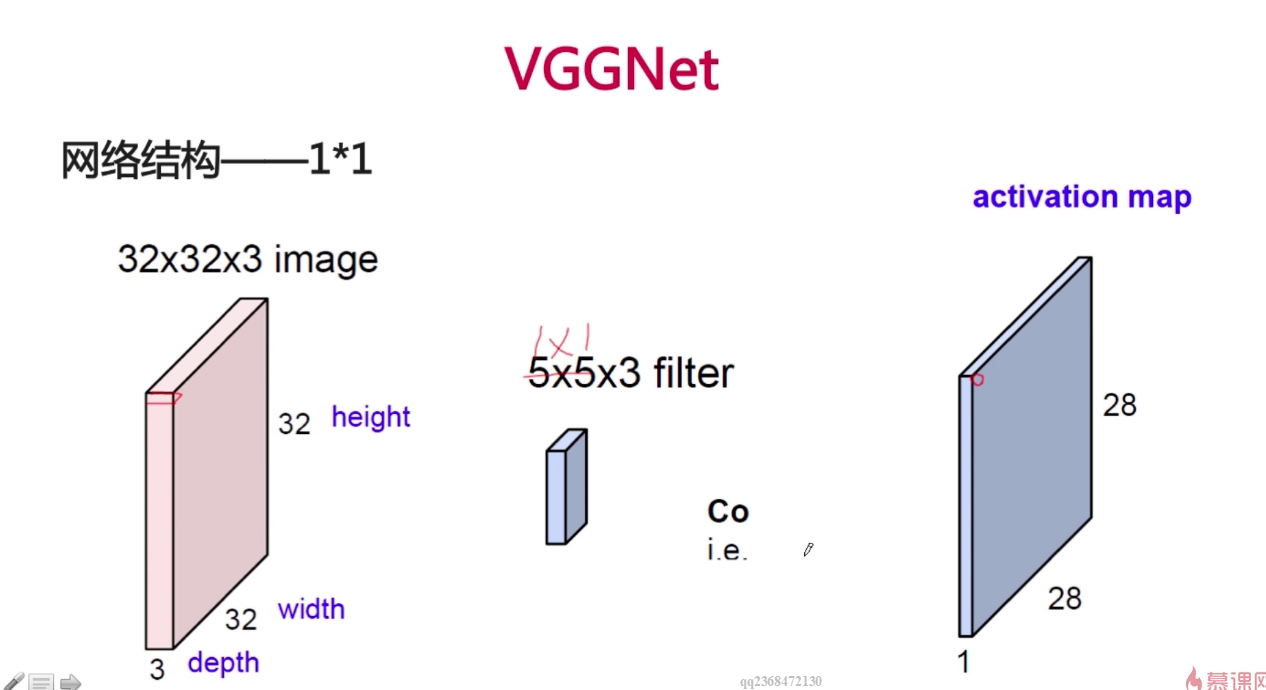 VGGNet
网络结构——1*1
activation map
32x32x3 image
1x1
5x5x3 filter
32 height
28
Co
i.e.
32 width
28
3 depth
1
qq2368472130
慕课网